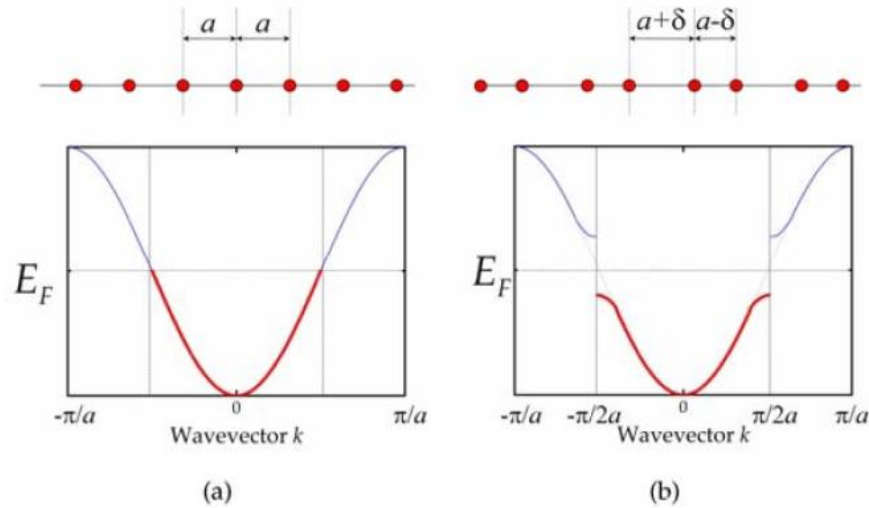 a a
a+δ a-δ
E_F
-π/a 0 π/a
Wavevector k
E_F
-π/a -π/2a 0 π/2a π/a
Wavevector k
(a) (b)